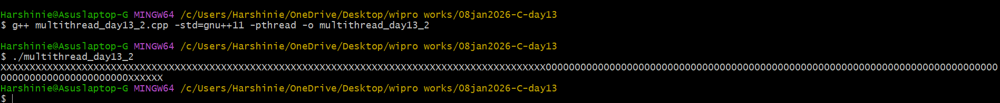 Harshinie@Asuslaptop-G MINGW64 /c/Users/Harshinie/OneDrive/Desktop/wipro works/08jan2026-C-day13
$ g++ multithread_day13_2.cpp -std=gnu++11 -pthread -o multithread_day13_2
Harshinie@Asuslaptop-G MINGW64 /c/Users/Harshinie/OneDrive/Desktop/wipro works/08jan2026-C-day13
$ ./multithread_day13_2
XXXXXXXXXXXXXXXXXXXXXXXXXXXXXXXXXXXXXXXXXXXXXXXXXXXXXXXXXXXXXXXXXXXXXXXXXXXXXXXXXXXXXXXXXXXXXXOOOOOOOOOOOOOOOOOOOOOOOOOOOOOOOOOOOOOOOOOOOOOOOOOOOOOOOOOOOOOOOOOOOOOOOOOOOOOO
OOOOOOOOOOOOOOOOOOOOOOXXXXXX
Harshinie@Asuslaptop-G MINGW64 /c/Users/Harshinie/OneDrive/Desktop/wipro works/08jan2026-C-day13
$